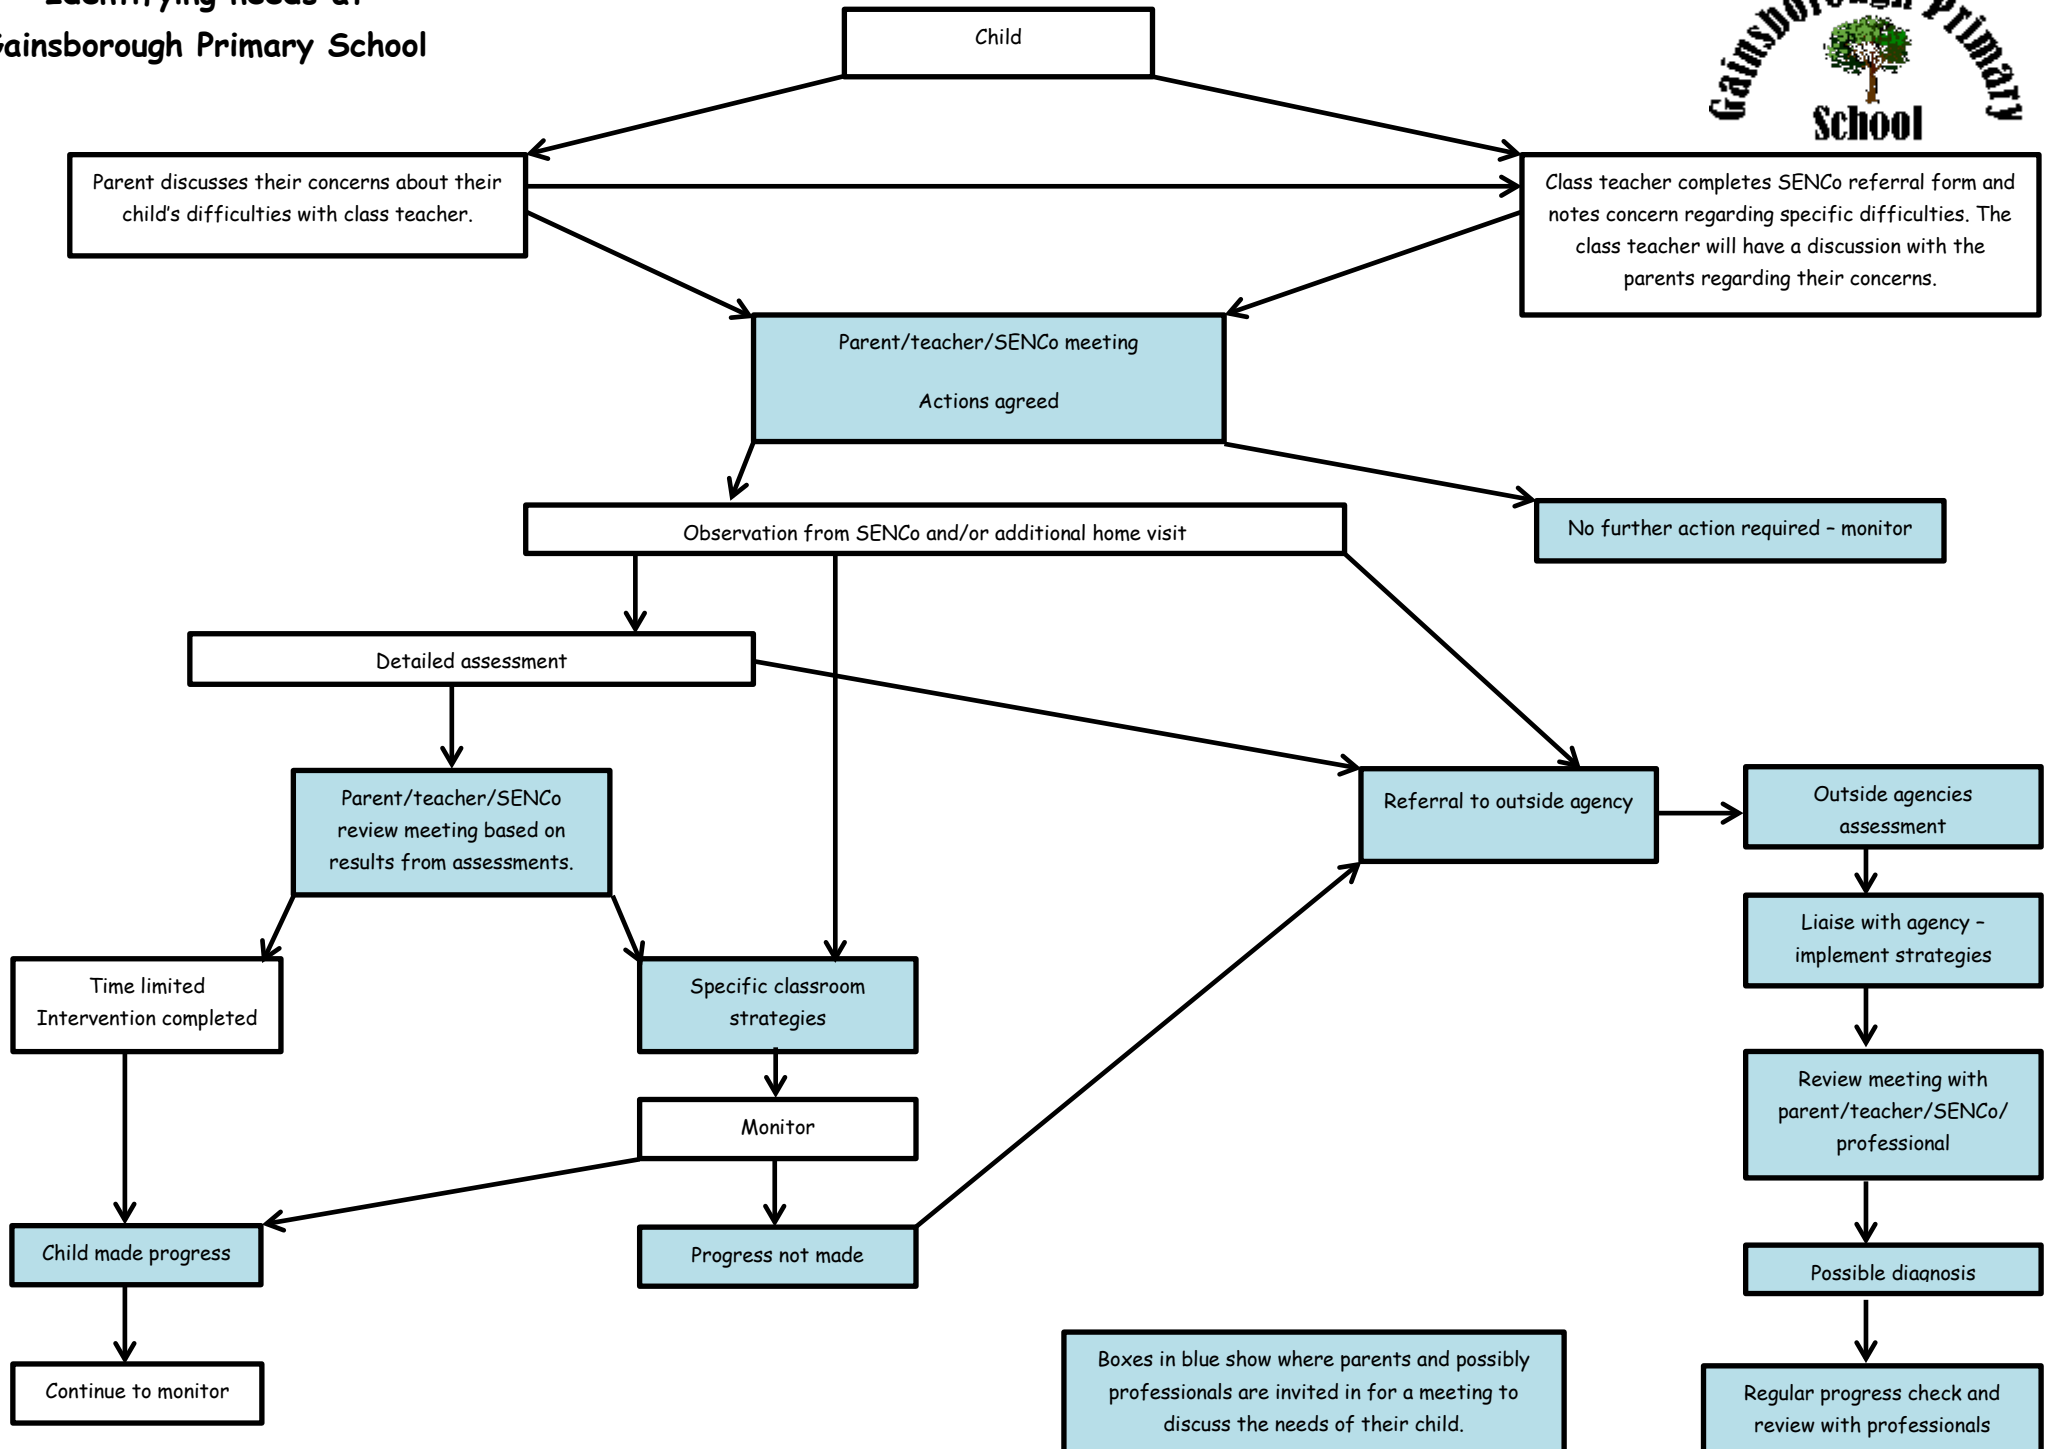 Identifying needs at
Gainsborough Primary School
Gainsborough Primary
School
Child
Parent discusses their concerns about their
child's difficulties with class teacher.
Class teacher completes SENCo referral form and
notes concern regarding specific difficulties. The
class teacher will have a discussion with the
parents regarding their concerns.
Parent/teacher/SENCo meeting
Actions agreed
Observation from SENCo and/or additional home visit
No further action required – monitor
Detailed assessment
Parent/teacher/SENCo
review meeting based on
results from assessments.
Referral to outside agency
Outside agencies
assessment
Liaise with agency –
implement strategies
Time limited
Intervention completed
Specific classroom
strategies
Review meeting with
parent/teacher/SENCo/
professional
Monitor
Child made progress
Progress not made
Possible diagnosis
Continue to monitor
Boxes in blue show where parents and possibly
professionals are invited in for a meeting to
discuss the needs of their child.
Regular progress check and
review with professionals